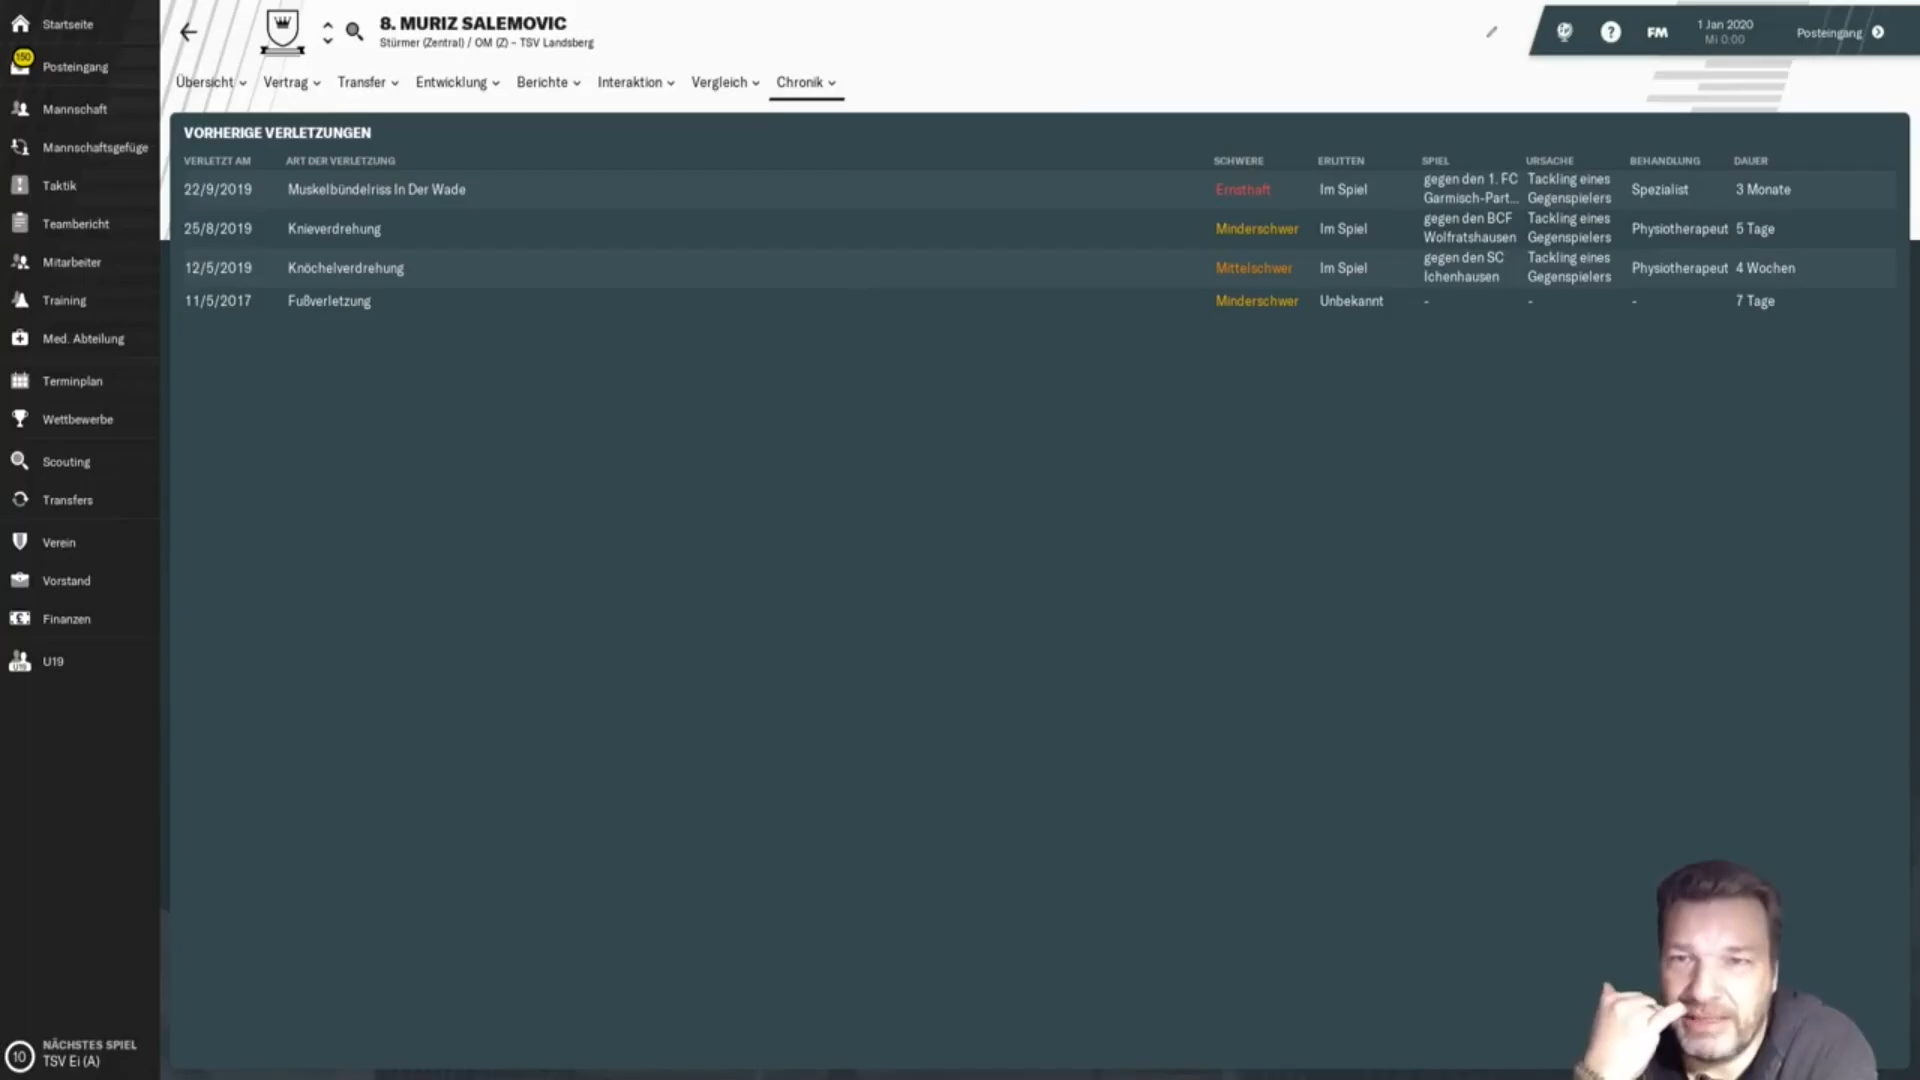 Startseite
150
Posteingang
Mannschaft
Mannschaftsgefüge
Taktik
Teambericht
Mitarbeiter
Training
Med. Abteilung
Terminplan
Wettbewerbe
Scouting
Transfers
Verein
Vorstand
Finanzen
U19
U19
10
NÄCHSTES SPIEL
TSV Ei (A)
8. MURIZ SALEMOVIC
Stürmer (Zentral) / OM (Z) - TSV Landsberg
?
FM
1 Jan 2020
Mi 0:00
Posteingang
Übersicht Vertrag Transfer Entwicklung Berichte Interaktion Vergleich Chronik
VORHERIGE VERLETZUNGEN
VERLETZT AM ART DER VERLETZUNG SCHWERE ERLITTEN SPIEL URSACHE BEHANDLUNG DAUER
22/9/2019 Muskelbündelriss In Der Wade Ernsthaft Im Spiel gegen den 1. FC Garmisch-Part... Tackling eines Gegenspielers Spezialist 3 Monate
25/8/2019 Knieverdrehung Minderschwer Im Spiel gegen den BCF Wolfratshausen Tackling eines Gegenspielers Physiotherapeut 5 Tage
12/5/2019 Knöchelverdrehung Mittelschwer Im Spiel gegen den SC Ichenhausen Tackling eines Gegenspielers Physiotherapeut 4 Wochen
11/5/2017 Fußverletzung Minderschwer Unbekannt - - - 7 Tage